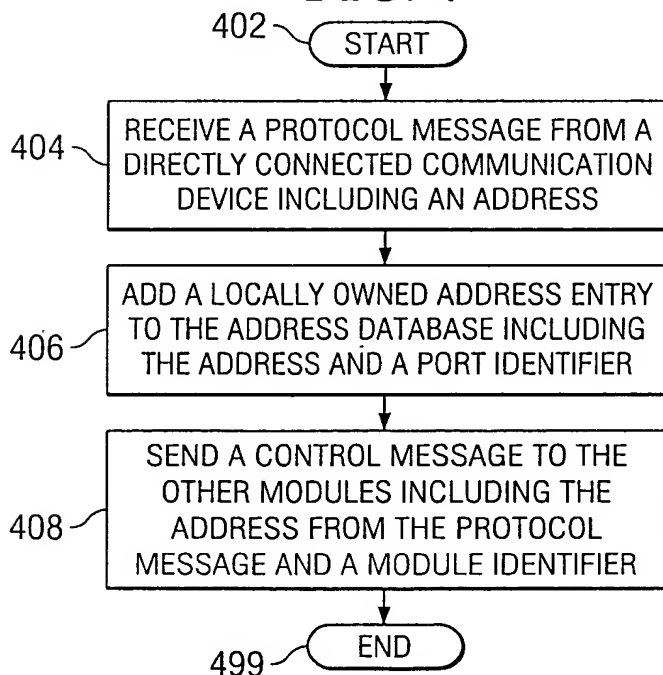 402
START
404
RECEIVE A PROTOCOL MESSAGE FROM A
DIRECTLY CONNECTED COMMUNICATION
DEVICE INCLUDING AN ADDRESS
406
ADD A LOCALLY OWNED ADDRESS ENTRY
TO THE ADDRESS DATABASE INCLUDING
THE ADDRESS AND A PORT IDENTIFIER
408
SEND A CONTROL MESSAGE TO THE
OTHER MODULES INCLUDING THE
ADDRESS FROM THE PROTOCOL
MESSAGE AND A MODULE IDENTIFIER
END
499